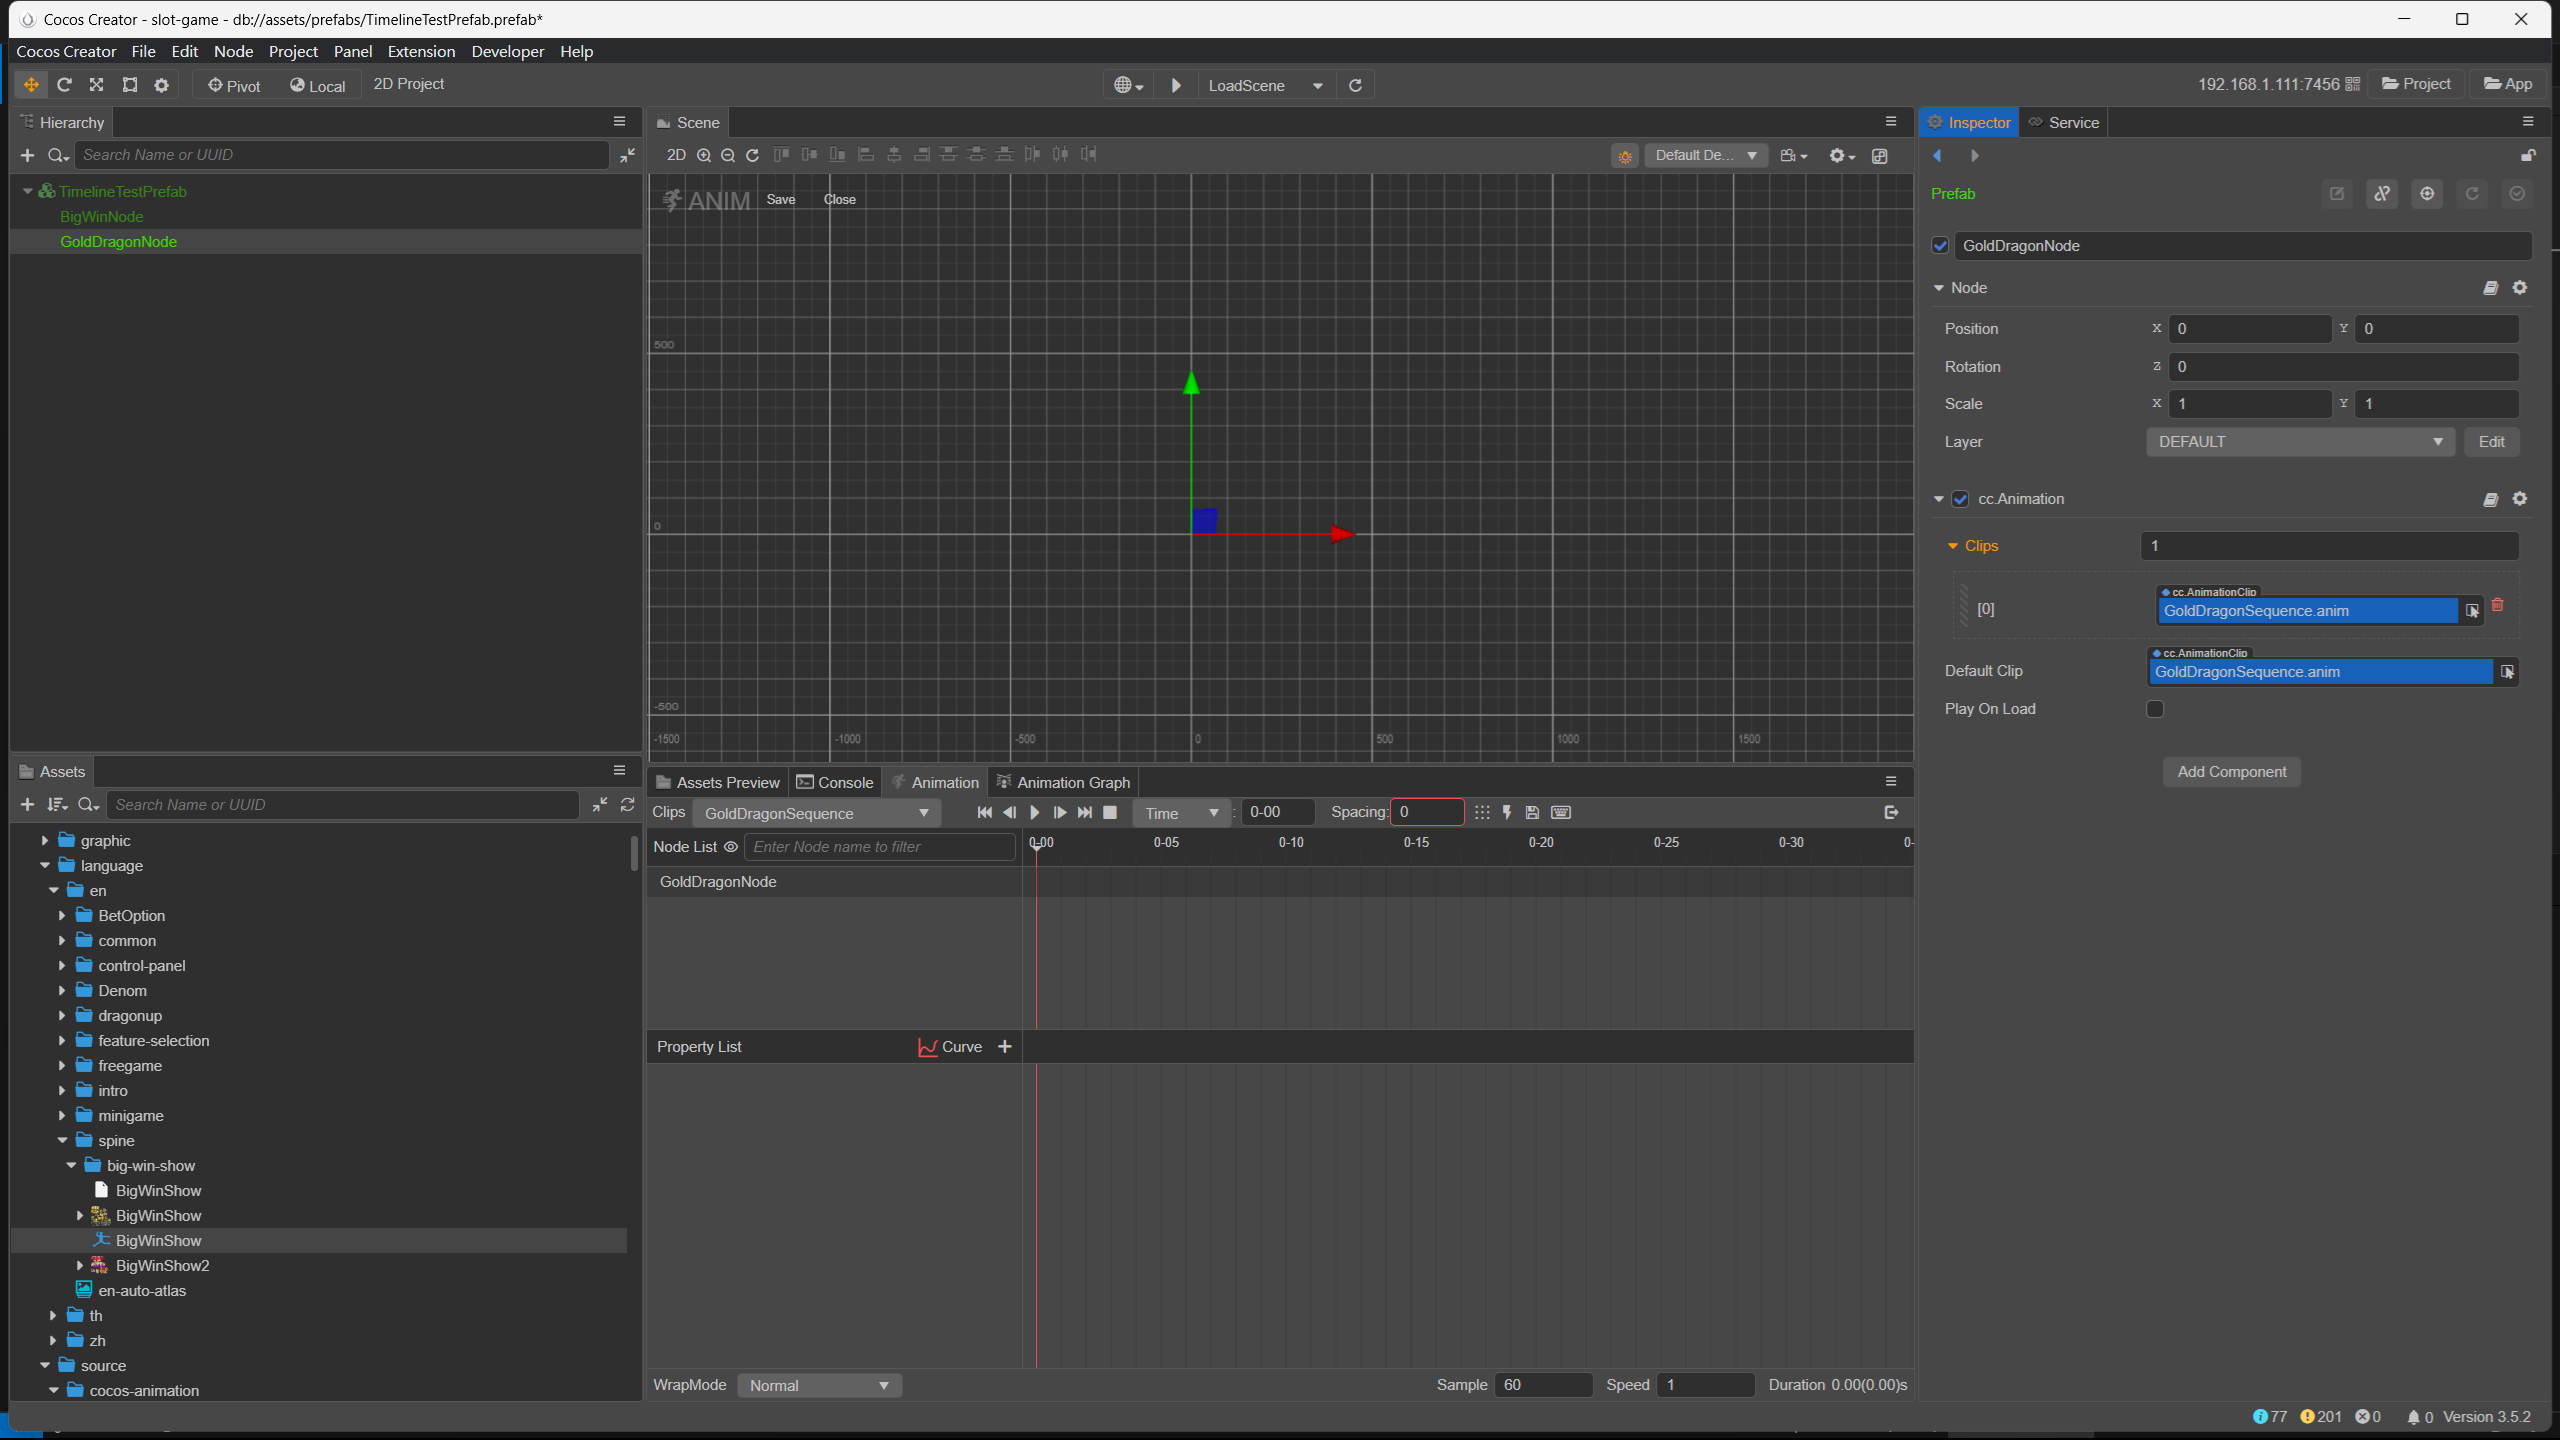 Cocos Creator - slot-game - db://assets/prefabs/TimelineTestPrefab.prefab*
Cocos Creator File Edit Node Project Panel Extension Developer Help
Pivot Local 2D Project LoadScene 192.168.1.111:7456 Project App
Hierarchy
Search Name or UUID
TimelineTestPrefab
BigWinNode
GoldDragonNode
Scene
2D Default De...
ANIM Save Close
500
0
-500
-1500 -1000 -500 0 500 1000 1500
Inspector Service
Prefab
GoldDragonNode
Node
Position X 0 Y 0
Rotation Z 0
Scale X 1 Y 1
Layer DEFAULT Edit
cc.Animation
Clips 1
cc.AnimationClip
[0] GoldDragonSequence.anim
cc.AnimationClip
Default Clip GoldDragonSequence.anim
Play On Load
Add Component
Assets
Search Name or UUID
graphic
language
en
BetOption
common
control-panel
Denom
dragonup
feature-selection
freegame
intro
minigame
spine
big-win-show
BigWinShow
BigWinShow
BigWinShow
BigWinShow2
en-auto-atlas
th
zh
source
cocos-animation
Assets Preview Console Animation Animation Graph
Clips GoldDragonSequence Time : 0-00 Spacing: 0
Node List Enter Node name to filter 0-00 0-05 0-10 0-15 0-20 0-25 0-30 0-
GoldDragonNode
Property List Curve
WrapMode Normal Sample 60 Speed 1 Duration 0.00(0.00)s
77 201 0 0 Version 3.5.2